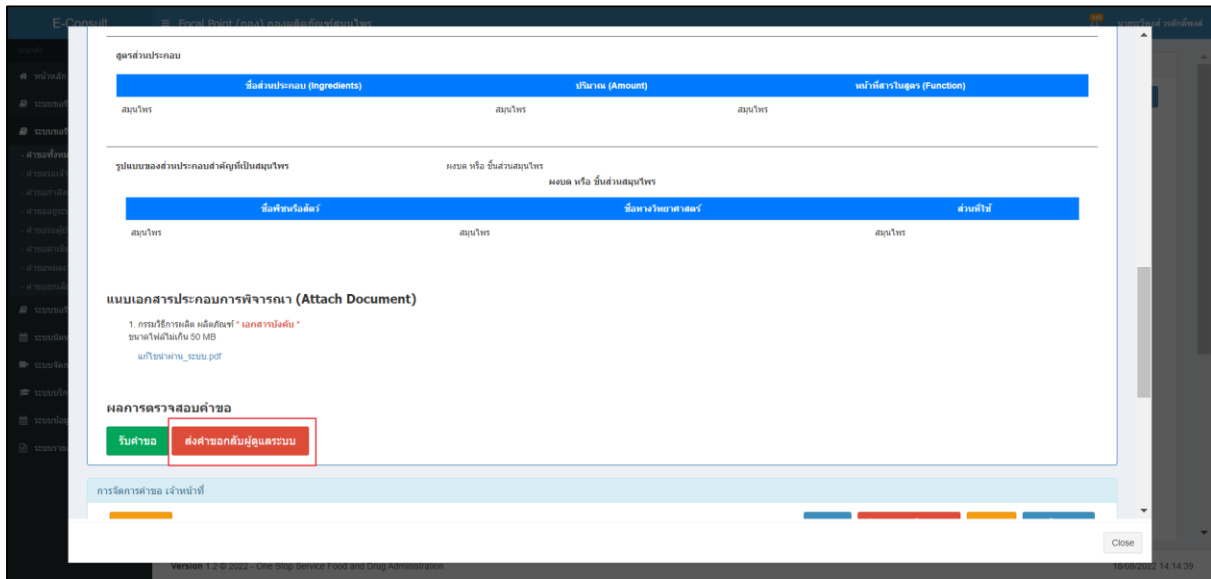 E-Consult
Focal Point (กอง) กองผลิตภัณฑ์สมุนไพร
สูตรส่วนประกอบ
ชื่อส่วนประกอบ (Ingredients) ปริมาณ (Amount) หน้าที่สารในสูตร (Function)
สมุนไพร สมุนไพร สมุนไพร
รูปแบบของส่วนประกอบสำคัญที่เป็นสมุนไพร ผงบด หรือ ชิ้นส่วนสมุนไพร
ผงบด หรือ ชิ้นส่วนสมุนไพร
ชื่อพืชหรือสัตว์ ชื่อทางวิทยาศาสตร์ ส่วนที่ใช้
สมุนไพร สมุนไพร สมุนไพร
แนบเอกสารประกอบการพิจารณา (Attach Document)
1. กรรมวิธีการผลิต ผลิตภัณฑ์ * เอกสารบังคับ *
ขนาดไฟล์ไม่เกิน 50 MB
แก้ไขนำผ่าน_ระบบ.pdf
ผลการตรวจสอบคำขอ
รับคำขอ ส่งคำขอกลับผู้ดูแลระบบ
การจัดการคำขอ เจ้าหน้าที่
Close
Version 1.2 © 2022 - One Stop Service Food and Drug Administration 16/06/2022 14:14:39